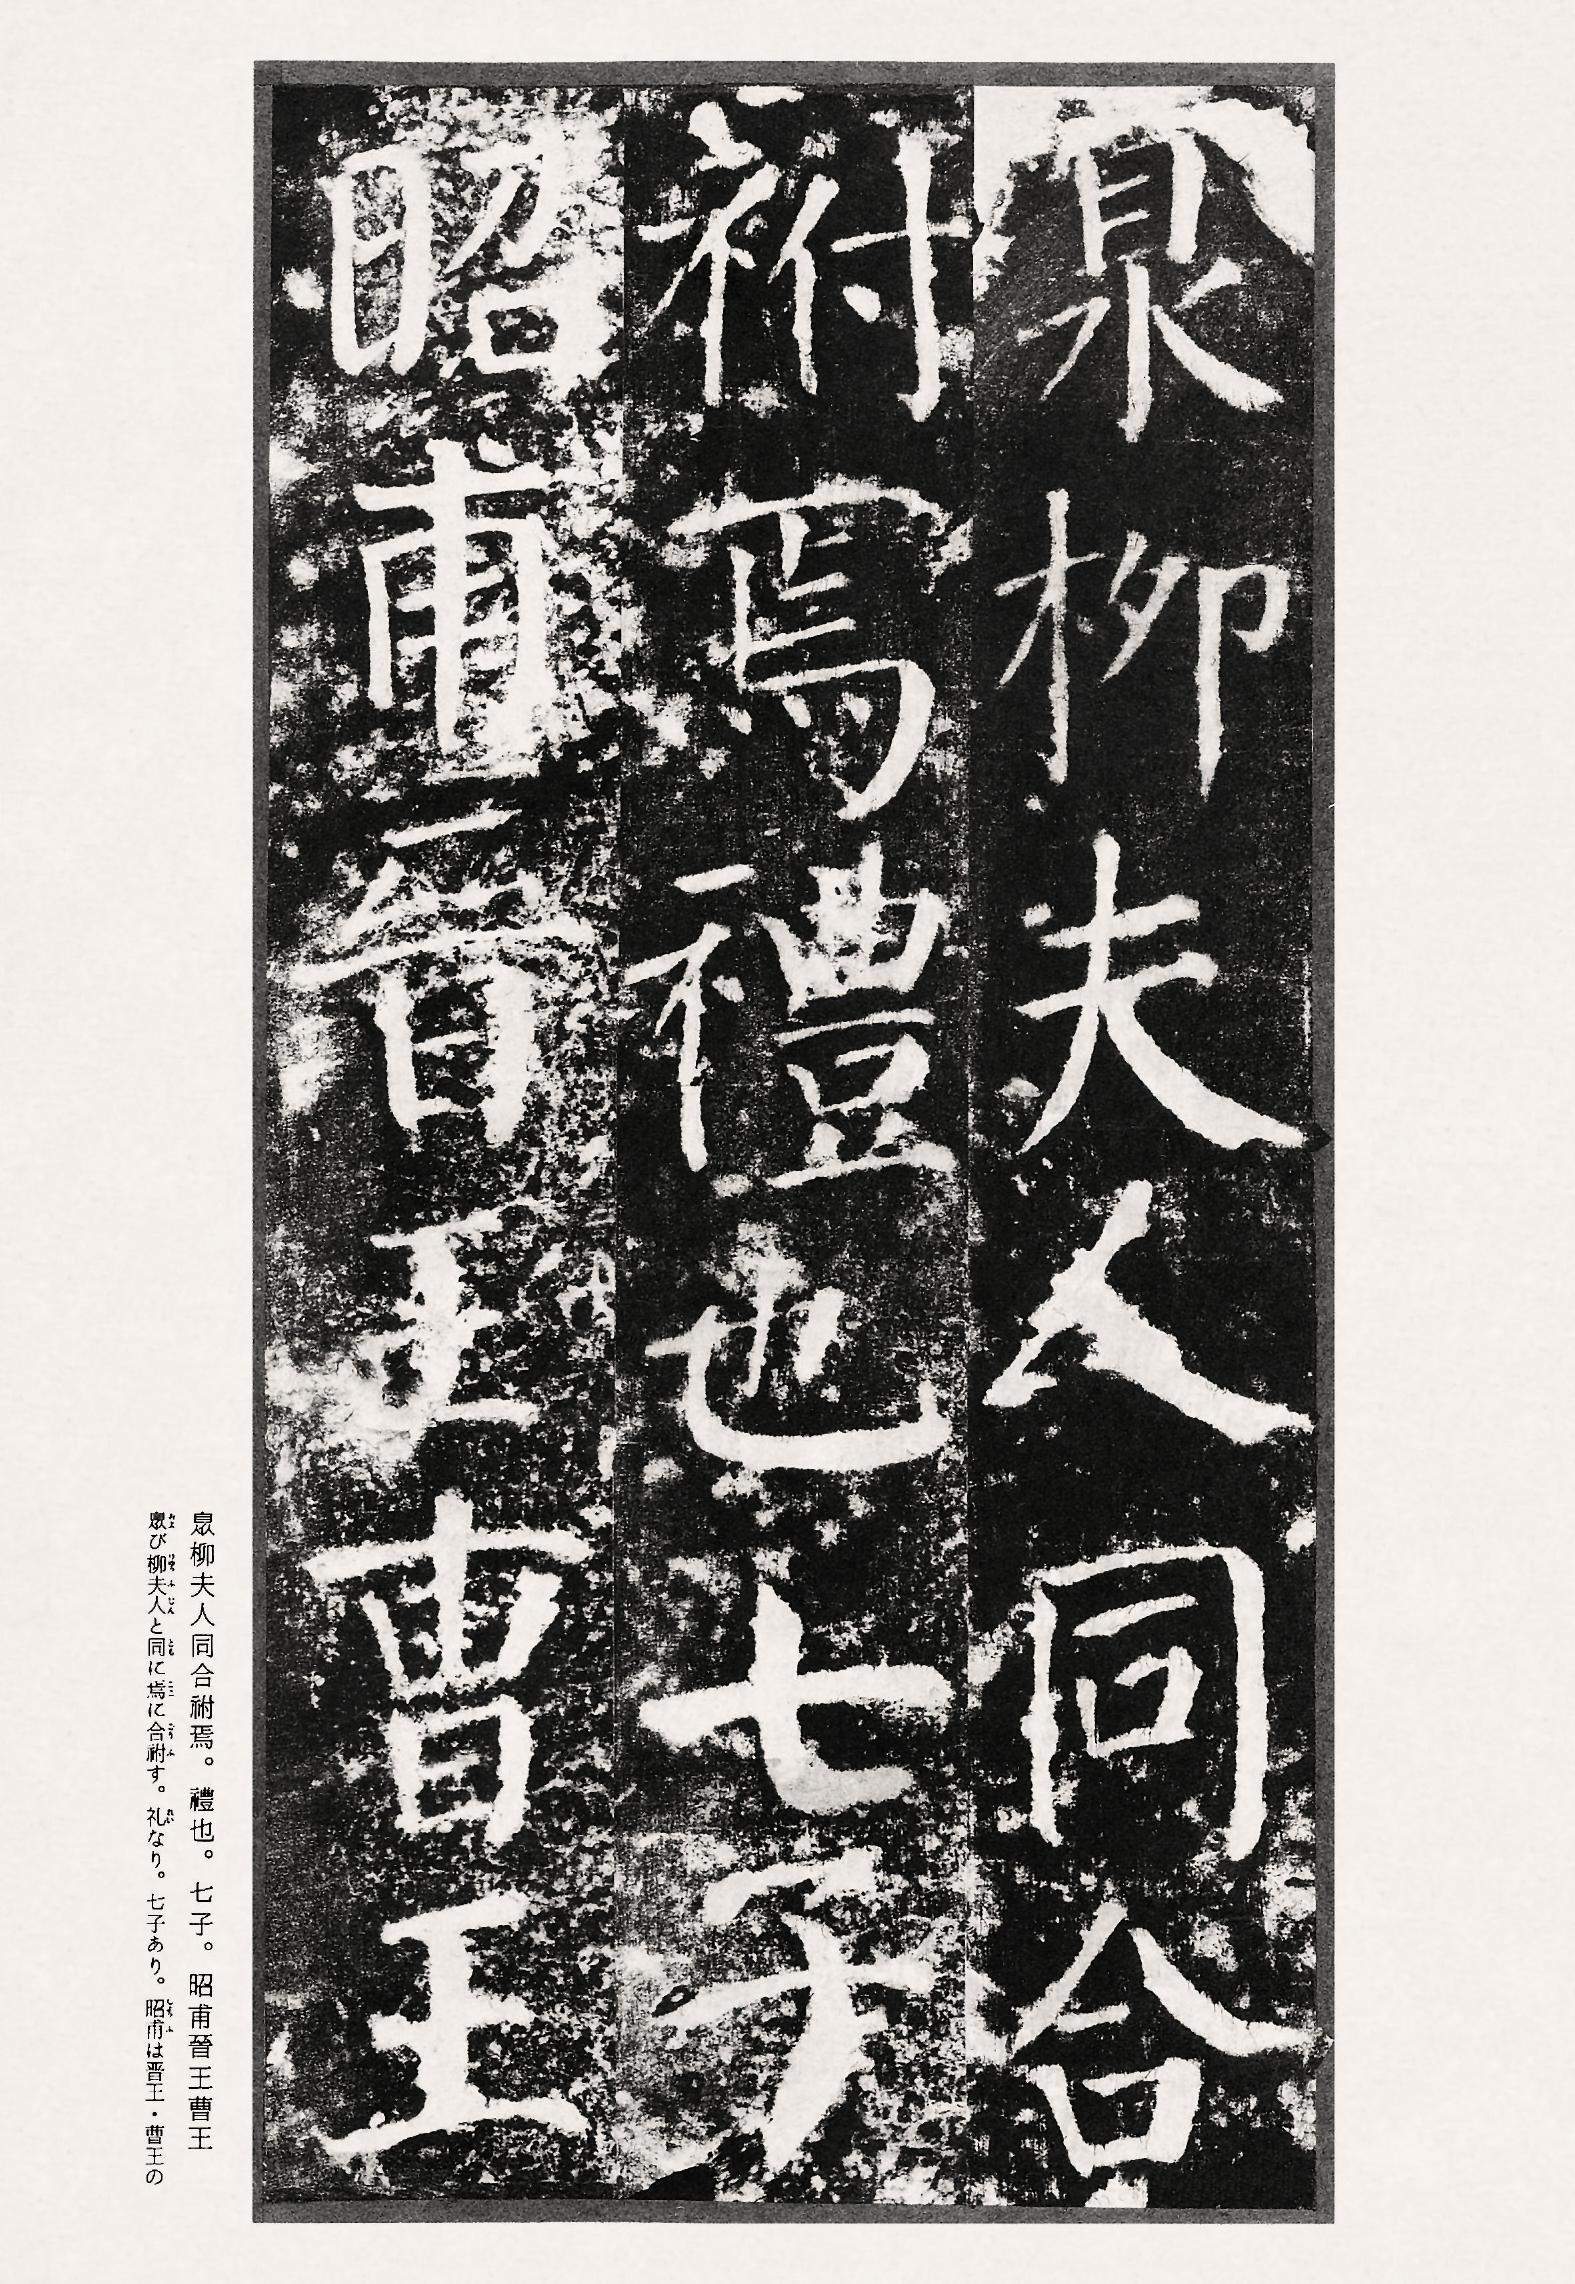 臮柳夫人同合
祔焉禮也七子
昭甫晉王曹王
臮柳夫人同合祔焉。禮也。七子。昭甫晉王曹王
臮び柳夫人と同に焉に合祔す。礼なり。七子あり。昭甫は晋王・曹王の